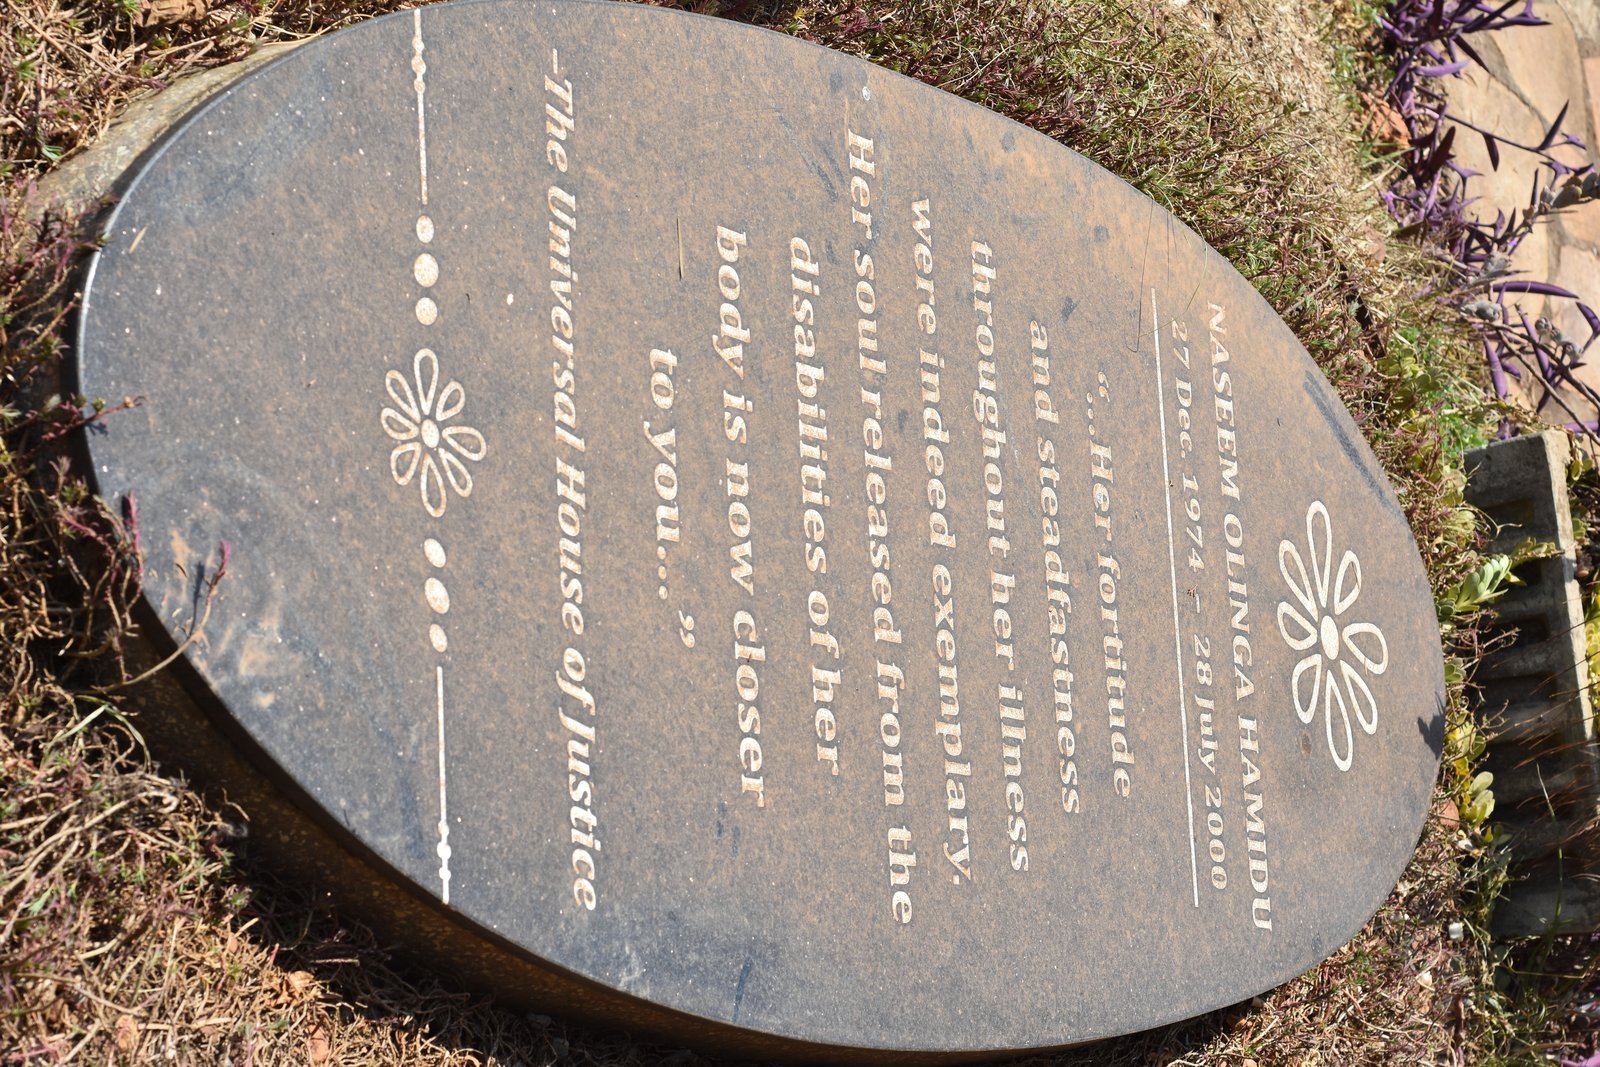 NASEEM OLINGA HAMIDU
27 Dec. 1974 - 28 July 2000
“...Her fortitude
and steadfastness
throughout her illness
were indeed exemplary.
Her soul released from the
disabilities of her
body is now closer
to you... ”
-The Universal House of Justice